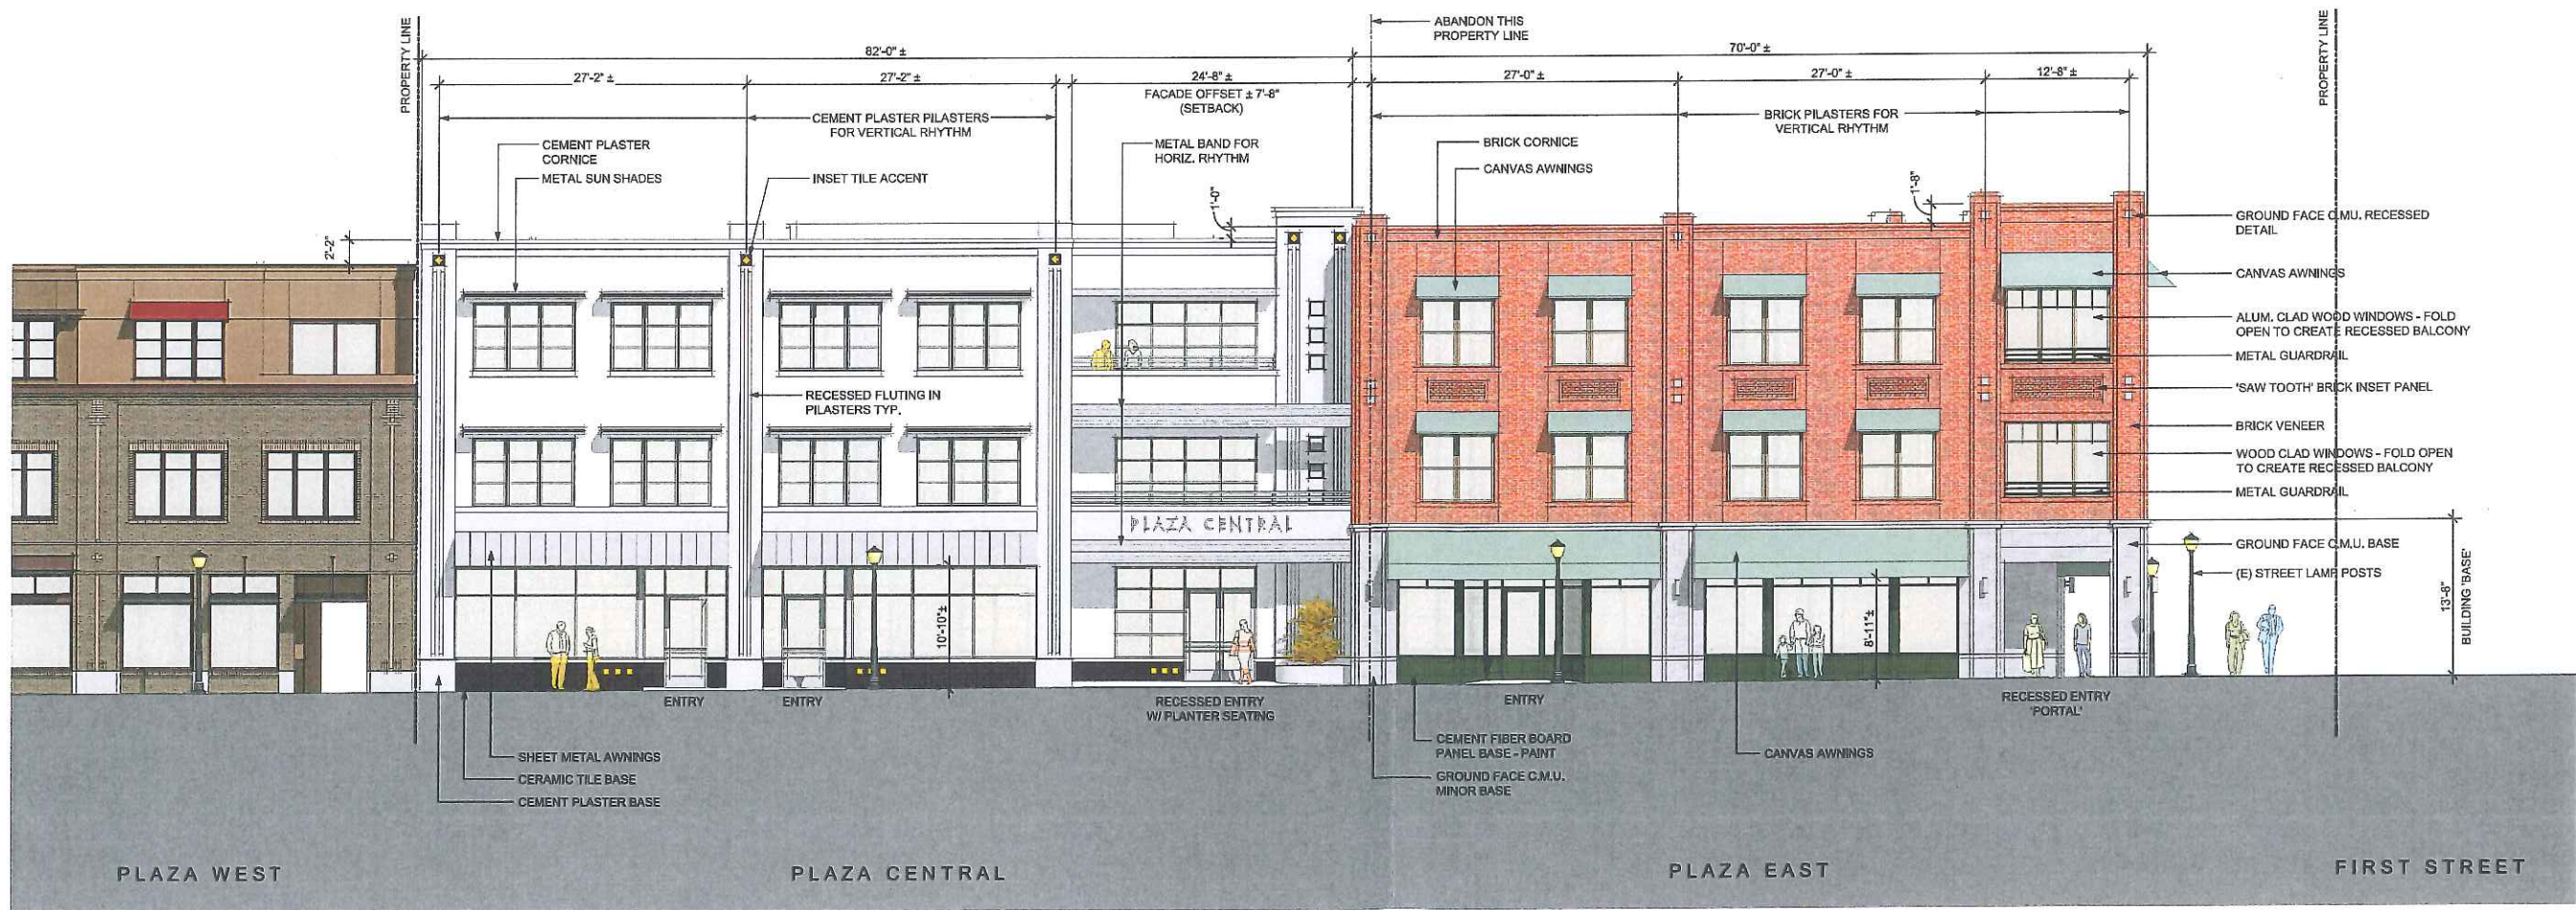 PROPERTY LINE
82'-0" ±
ABANDON THIS
PROPERTY LINE
70'-0" ±
PROPERTY LINE
27'-2" ±
27'-2" ±
24'-8" ±
27'-0" ±
27'-0" ±
12'-8" ±
FACADE OFFSET ± 7'-8"
(SETBACK)
CEMENT PLASTER PILASTERS
FOR VERTICAL RHYTHM
BRICK PILASTERS FOR
VERTICAL RHYTHM
CEMENT PLASTER
CORNICE
METAL SUN SHADES
INSET TILE ACCENT
METAL BAND FOR
HORIZ. RHYTHM
BRICK CORNICE
CANVAS AWNINGS
2'-2"
1'-0"
1'-8"
GROUND FACE C.M.U. RECESSED
DETAIL
CANVAS AWNINGS
ALUM. CLAD WOOD WINDOWS - FOLD
OPEN TO CREATE RECESSED BALCONY
METAL GUARDRAIL
'SAW TOOTH' BRICK INSET PANEL
RECESSED FLUTING IN
PILASTERS TYP.
BRICK VENEER
WOOD CLAD WINDOWS - FOLD OPEN
TO CREATE RECESSED BALCONY
METAL GUARDRAIL
PLAZA CENTRAL
GROUND FACE C.M.U. BASE
(E) STREET LAMP POSTS
13'-8"
BUILDING 'BASE'
10'-10"±
8'-11"±
ENTRY
ENTRY
RECESSED ENTRY
W/ PLANTER SEATING
ENTRY
RECESSED ENTRY
'PORTAL'
SHEET METAL AWNINGS
CERAMIC TILE BASE
CEMENT PLASTER BASE
CEMENT FIBER BOARD
PANEL BASE - PAINT
GROUND FACE C.M.U.
MINOR BASE
CANVAS AWNINGS
PLAZA WEST
PLAZA CENTRAL
PLAZA EAST
FIRST STREET